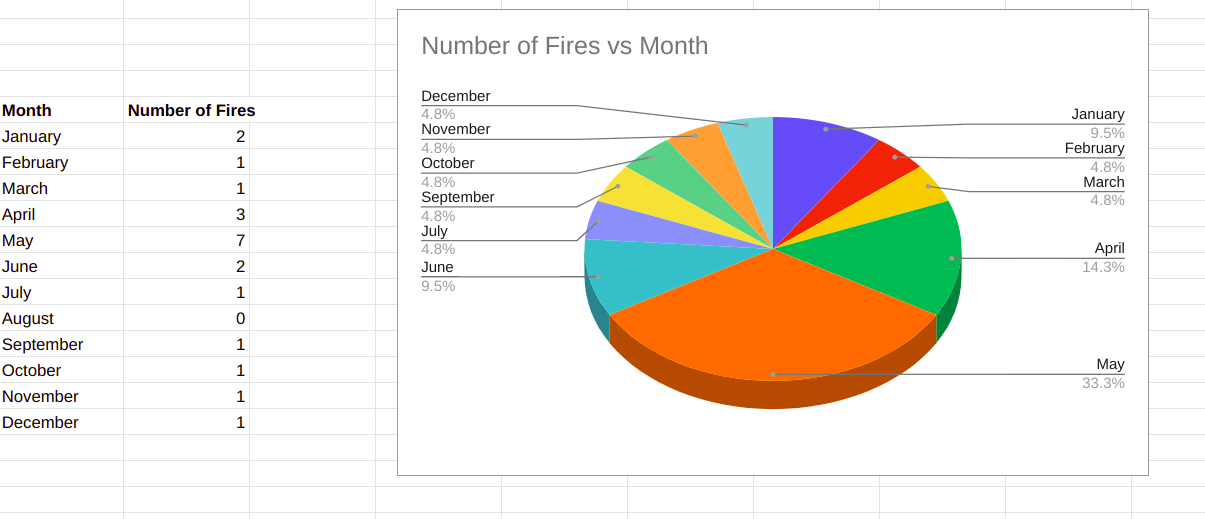 Month Number of Fires
January 2
February 1
March 1
April 3
May 7
June 2
July 1
August 0
September 1
October 1
November 1
December 1
Number of Fires vs Month
December
4.8%
November
4.8%
October
4.8%
September
4.8%
July
4.8%
June
9.5%
January
9.5%
February
4.8%
March
4.8%
April
14.3%
May
33.3%